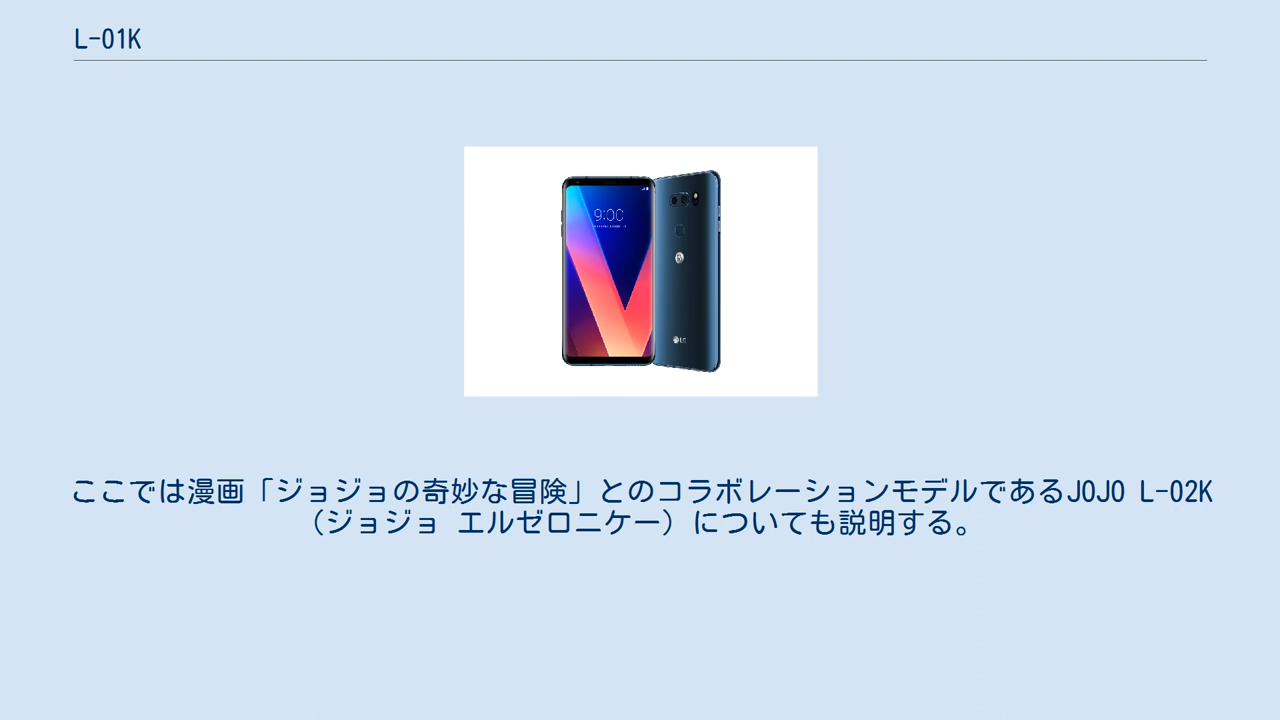 L-01K
9:00
LG
ここでは漫画「ジョジョの奇妙な冒険」とのコラボレーションモデルであるJOJO L-02K
（ジョジョ エルゼロニケー）についても説明する。